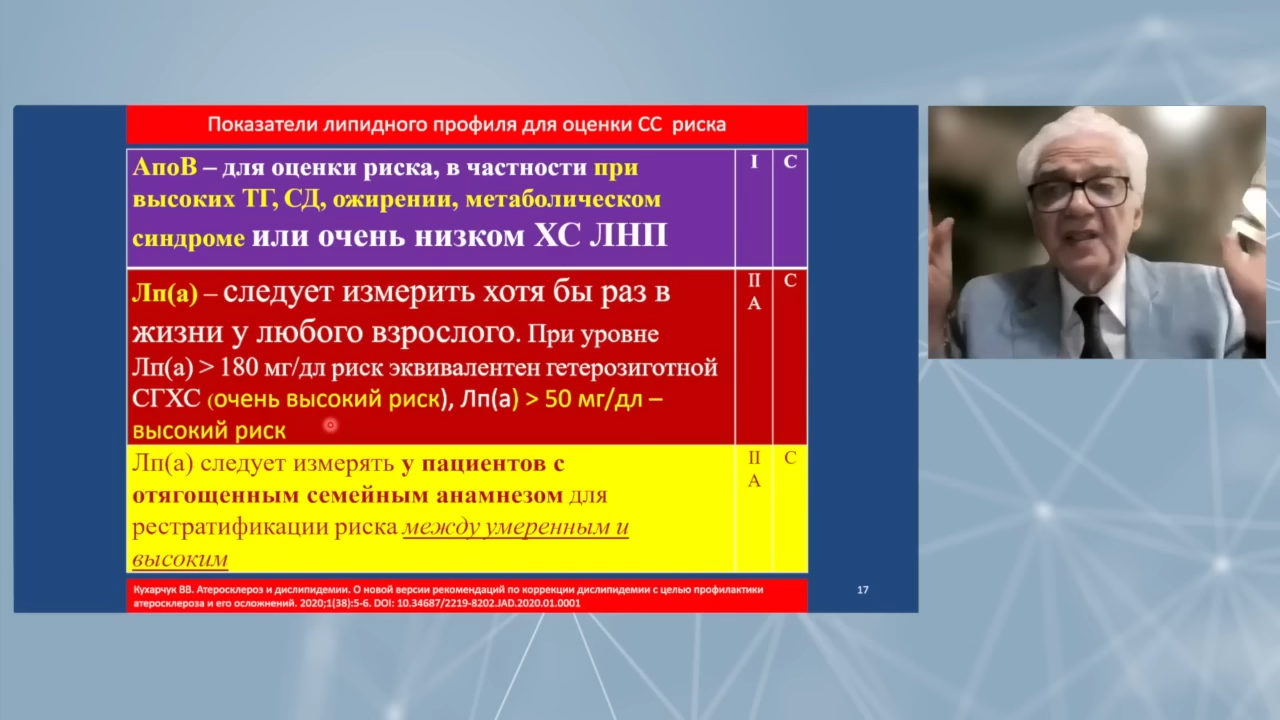 Показатели липидного профиля для оценки СС риска
АпоВ – для оценки риска, в частности при
высоких ТГ, СД, ожирении, метаболическом
синдроме или очень низком ХС ЛНП
I
C
Лп(а) – следует измерить хотя бы раз в
жизни у любого взрослого. При уровне
Лп(а) > 180 мг/дл риск эквивалентен гетерозиготной
СГХС (очень высокий риск), Лп(а) > 50 мг/дл –
высокий риск
II
A
C
Лп(а) следует измерять у пациентов с
отягощенным семейным анамнезом для
рестратификации риска между умеренным и
высоким
II
A
C
Кухарчук ВВ. Атеросклероз и дислипидемии. О новой версии рекомендаций по коррекции дислипидемии с целью профилактики
атеросклероза и его осложнений. 2020;1(38):5-6. DOI: 10.34687/2219-8202.JAD.2020.01.0001
17